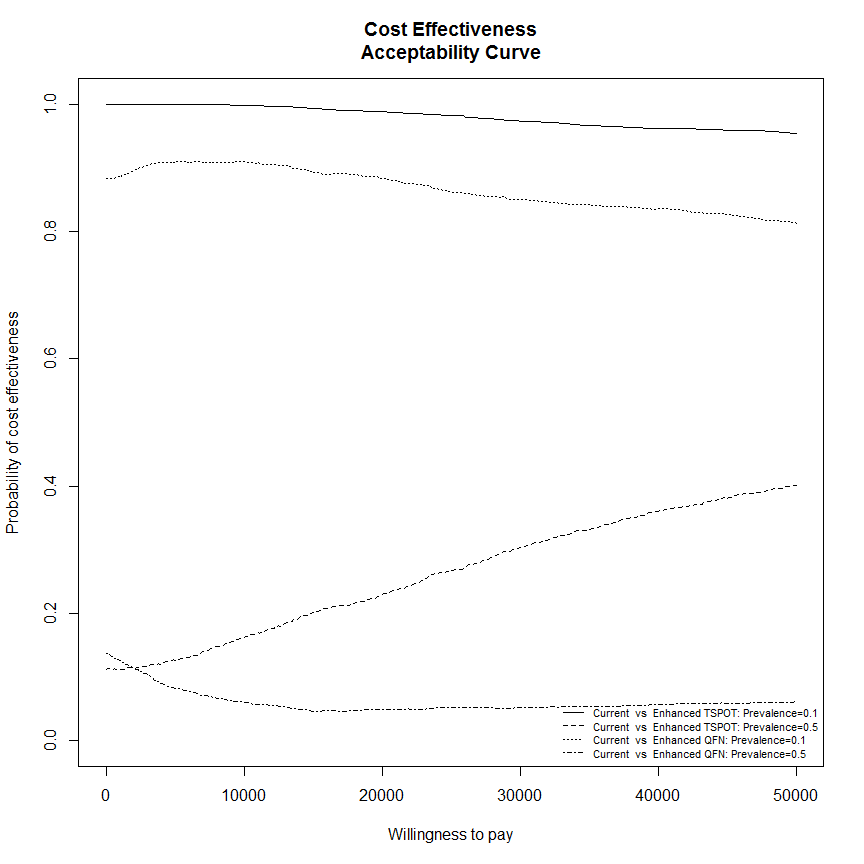 Cost Effectiveness
Acceptability Curve
Probability of cost effectiveness
1.0
0.8
0.6
0.4
0.2
0.0
Current vs Enhanced TSPOT: Prevalence=0.1
Current vs Enhanced TSPOT: Prevalence=0.5
Current vs Enhanced QFN: Prevalence=0.1
Current vs Enhanced QFN: Prevalence=0.5
0 10000 20000 30000 40000 50000
Willingness to pay